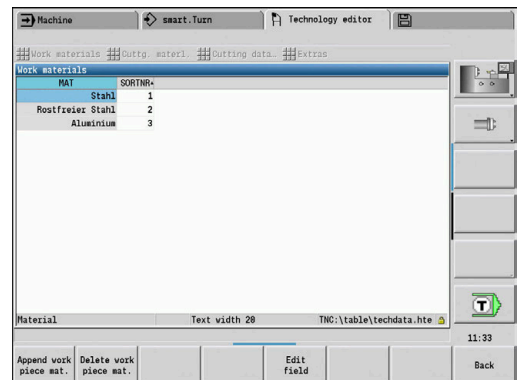 Machine smart.Turn Technology editor
Work materials Cuttg. materl. Cutting data… Extras
Work materials
MAT SORTNR
Stahl 1
Rostfreier Stahl 2
Aluminium 3
T
Material Text width 20 TNC:\table\techdata.hte
11:33
Append work piece mat. Delete work piece mat. Edit field Back